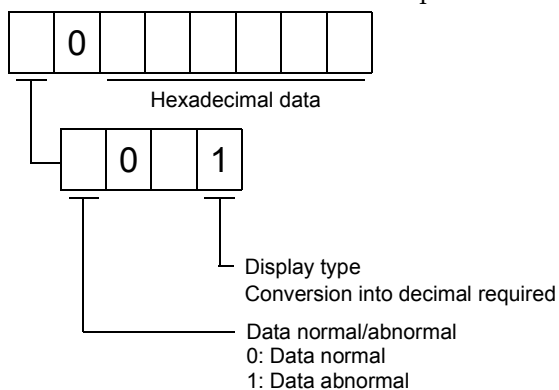 0
Hexadecimal data
0 1
Display type
Conversion into decimal required
Data normal/abnormal
0: Data normal
1: Data abnormal